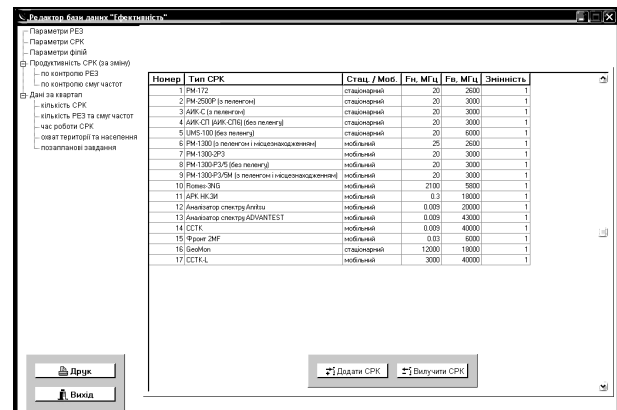 Редактор бази даних "Ефективність"
Параметри РЕЗ
Параметри СРК
Параметри філій
Продуктивність СРК (за зміну)
по контролю РЕЗ
по контролю смуг частот
Дані за квартал
кількість СРК
кількість РЕЗ та смуг частот
час роботи СРК
охват території та населення
позапланові завдання
Номер Тип СРК Стац. / Моб. Fн, МГц Fв, МГц Змінність
1 РМ-172 стаціонарний 20 2600 1
2 РМ-2500Р (з пеленгом) стаціонарний 20 3000 1
3 АИК-С (з пеленгом) стаціонарний 20 3000 1
4 АИК-СП (АИК-СП6) (без пеленгу) стаціонарний 20 3000 1
5 UMS-100 (без пеленгу) стаціонарний 20 6000 1
6 РМ-1300 (з пеленгом і місцезнаходженням) мобільний 25 2600 1
7 РМ-1300-2Р3 мобільний 20 3000 1
8 РМ-1300-Р3/5 (без пеленгу) мобільний 20 3000 1
9 РМ-1300-Р3/5М (з пеленгом і місцезнаходженням) мобільний 20 3000 1
10 Romes-3NG мобільний 2100 5800 1
11 АРК НК3И мобільний 0.3 18000 1
12 Аналізатор спектру Anritsu мобільний 0.009 20000 1
13 Аналізатор спектру ADVANTEST мобільний 0.009 43000 1
14 ССТК мобільний 0.009 40000 1
15 Фронт 2MF мобільний 0.03 6000 1
16 GeoMon стаціонарний 12000 18000 1
17 ССТК-L мобільний 3000 40000 1
Додати СРК Вилучити СРК
Друк
Вихід